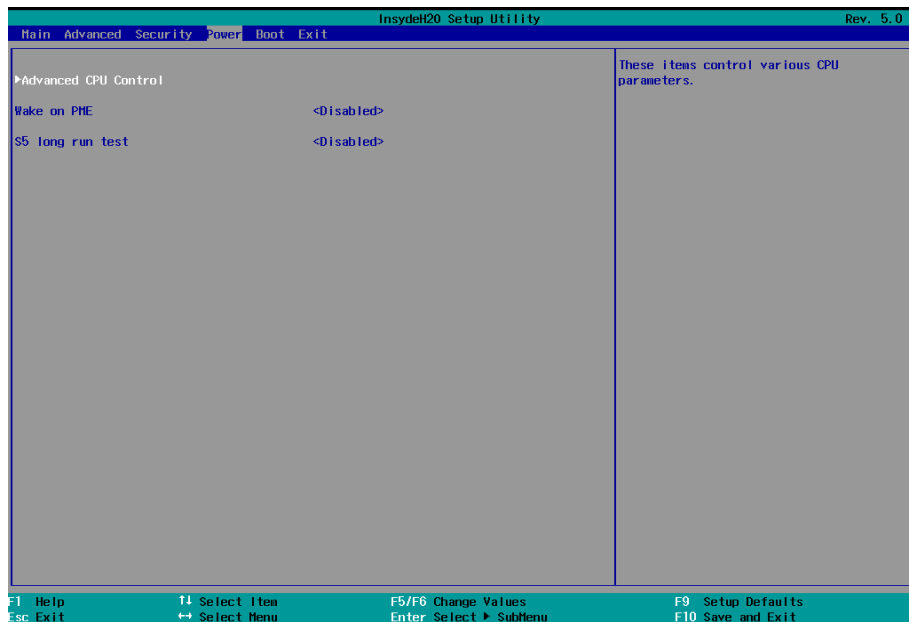 InsydeH20 Setup Utility Rev. 5.0
Main Advanced Security Power Boot Exit
▶Advanced CPU Control
Wake on PME <Disabled>
S5 long run test <Disabled>
These items control various CPU
parameters.
F1 Help ↑↓ Select Item F5/F6 Change Values F9 Setup Defaults
Esc Exit ↔ Select Menu Enter Select ▶ SubMenu F10 Save and Exit